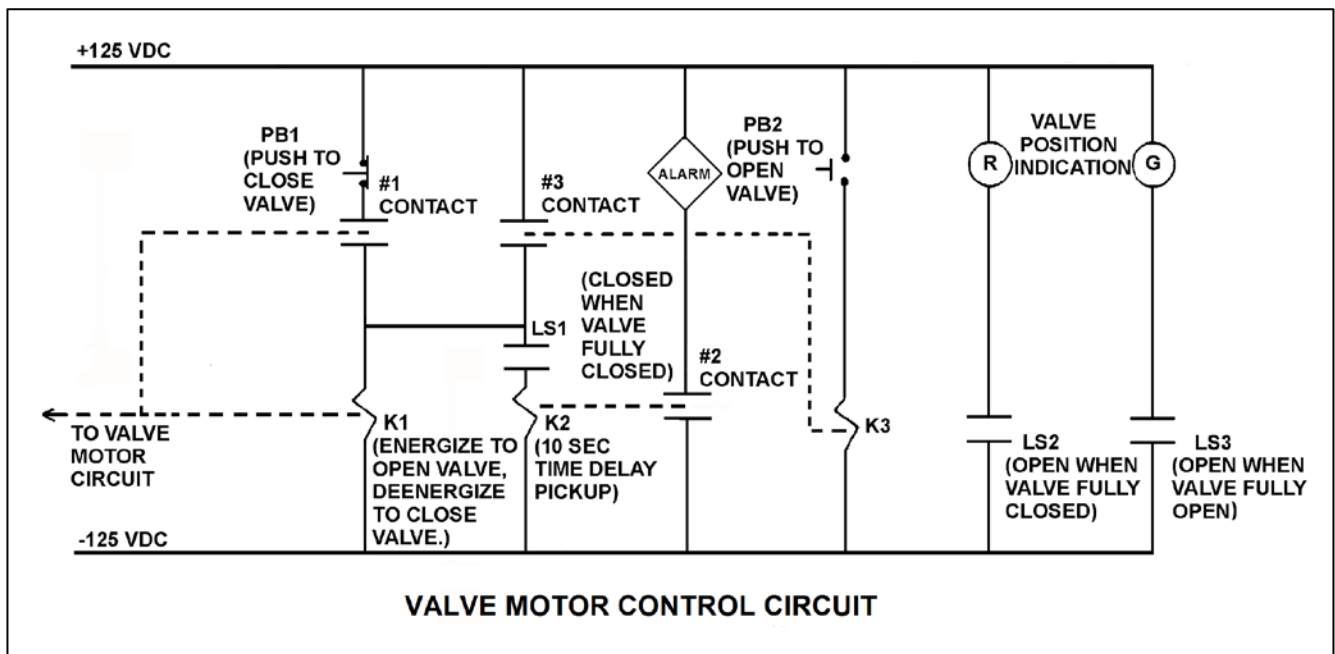 +125 VDC
PB1
(PUSH TO
CLOSE
VALVE)
#1
CONTACT
#3
CONTACT
ALARM
PB2
(PUSH TO
OPEN
VALVE)
R
VALVE
POSITION
INDICATION
G
(CLOSED
WHEN
VALVE
FULLY
CLOSED)
LS1
#2
CONTACT
TO VALVE
MOTOR
CIRCUIT
K1
(ENERGIZE TO
OPEN VALVE,
DEENERGIZE
TO CLOSE
VALVE.)
K2
(10 SEC
TIME DELAY
PICKUP)
K3
LS2
(OPEN WHEN
VALVE FULLY
CLOSED)
LS3
(OPEN WHEN
VALVE FULLY
OPEN)
-125 VDC
VALVE MOTOR CONTROL CIRCUIT